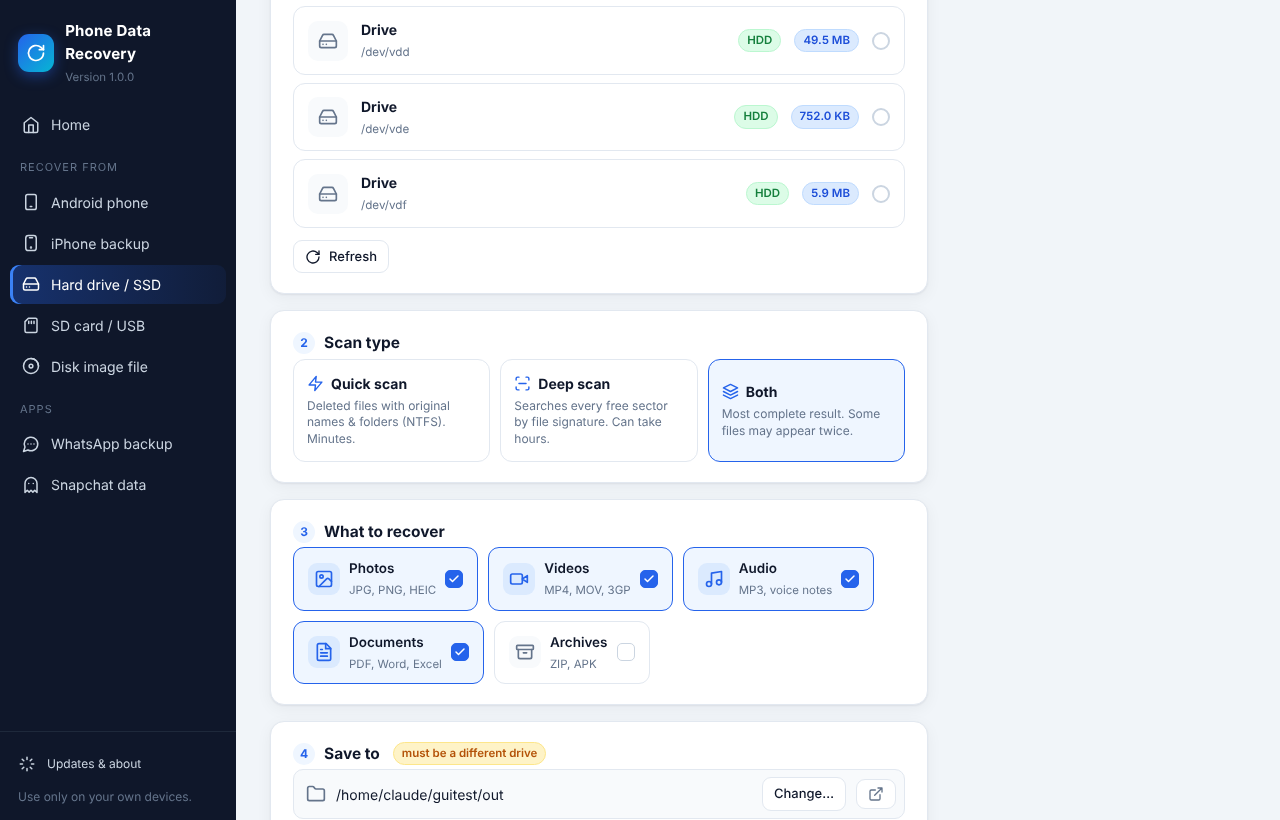 Phone Data
Recovery
Version 1.0.0
Home
RECOVER FROM
Android phone
iPhone backup
Hard drive / SSD
SD card / USB
Disk image file
APPS
WhatsApp backup
Snapchat data
Updates & about
Use only on your own devices.
Drive
/dev/vdd
HDD
49.5 MB
Drive
/dev/vde
HDD
752.0 KB
Drive
/dev/vdf
HDD
5.9 MB
Refresh
2 Scan type
Quick scan
Deleted files with original
names & folders (NTFS).
Minutes.
Deep scan
Searches every free sector
by file signature. Can take
hours.
Both
Most complete result. Some
files may appear twice.
3 What to recover
Photos
JPG, PNG, HEIC
Videos
MP4, MOV, 3GP
Audio
MP3, voice notes
Documents
PDF, Word, Excel
Archives
ZIP, APK
4 Save to must be a different drive
/home/claude/guitest/out
Change...